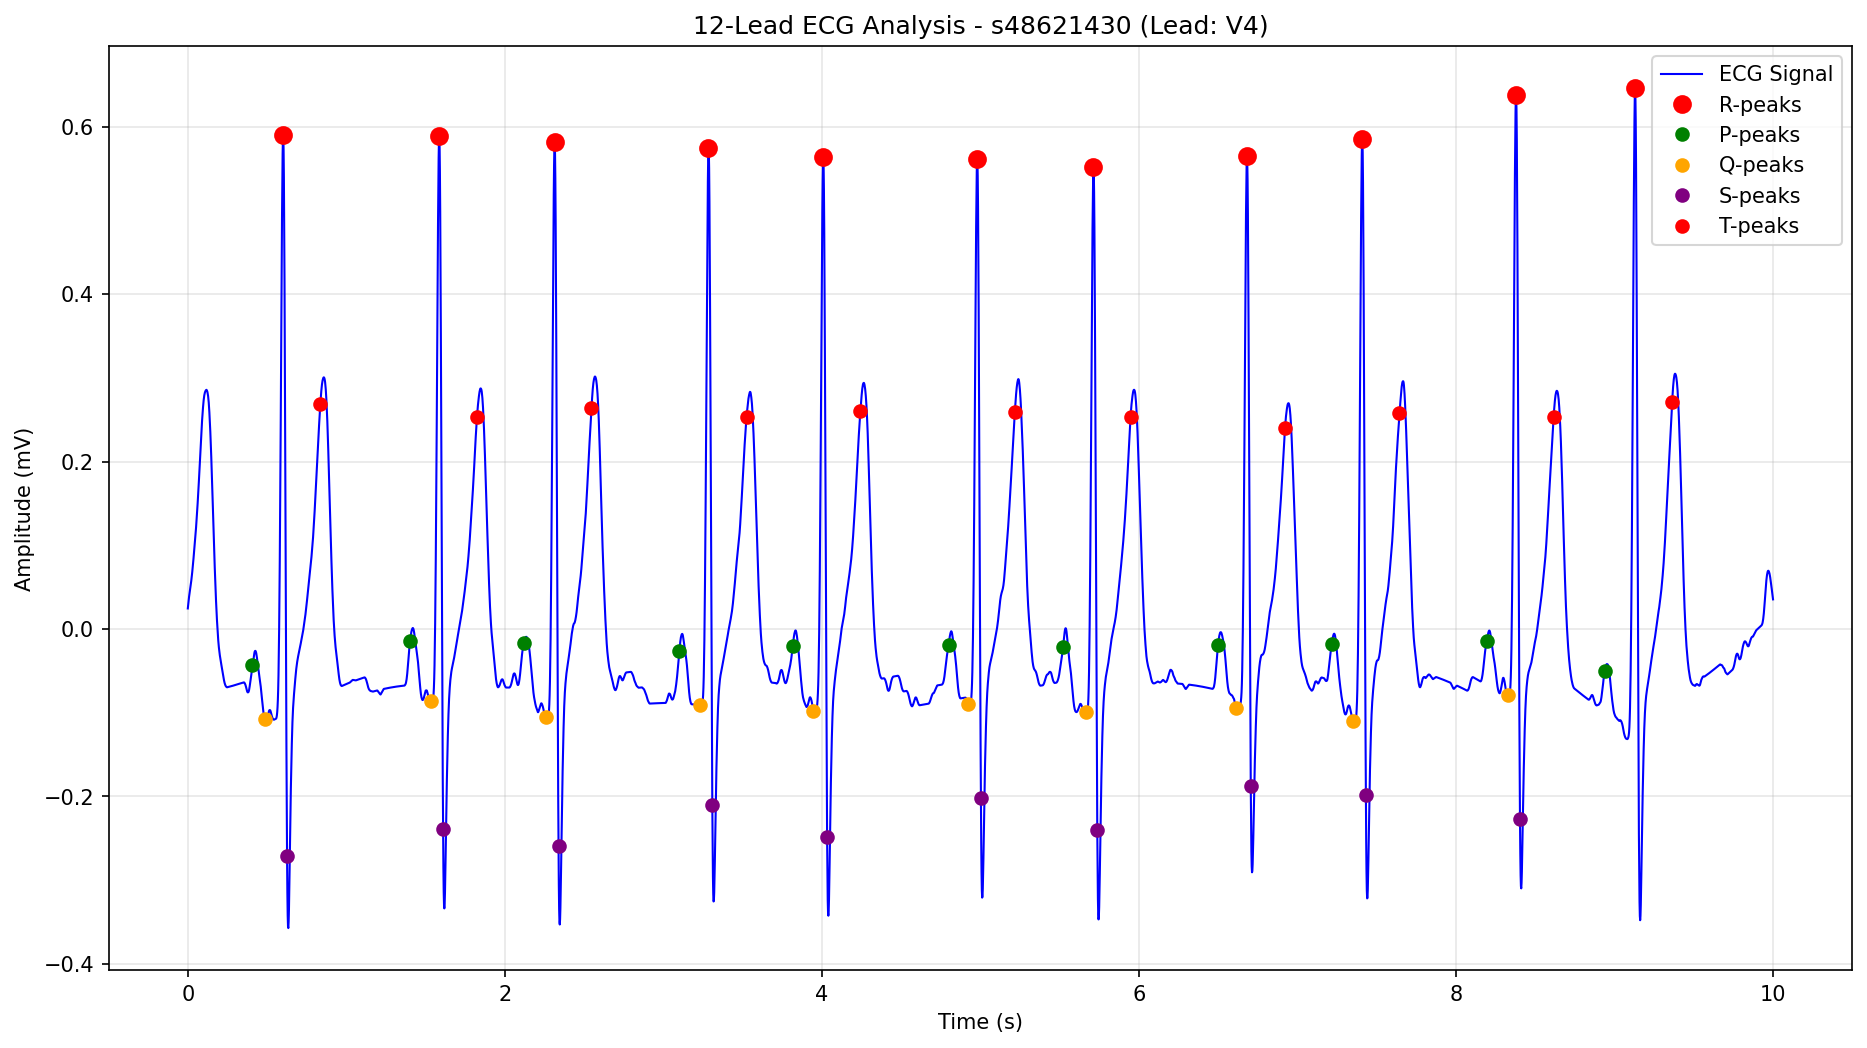 12-Lead ECG Analysis - s48621430 (Lead: V4)
ECG Signal
R-peaks
P-peaks
Q-peaks
S-peaks
T-peaks
Amplitude (mV)
0.6
0.4
0.2
0.0
−0.2
−0.4
0 2 4 6 8 10
Time (s)